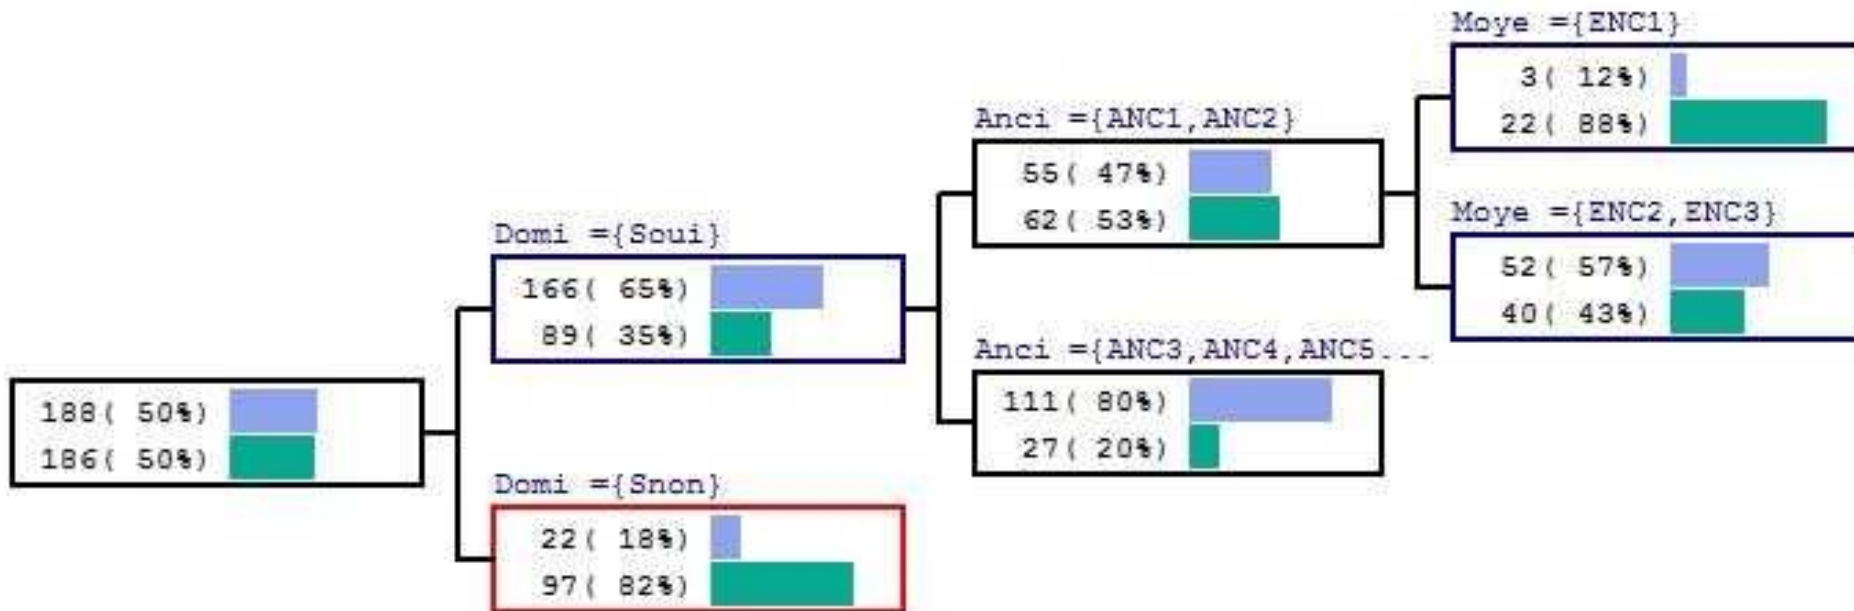 188( 50%)
186( 50%)
Domi ={Soui}
166( 65%)
89( 35%)
Domi ={Snon}
22( 18%)
97( 82%)
Anci ={ANC1,ANC2}
55( 47%)
62( 53%)
Anci ={ANC3,ANC4,ANC5...
111( 80%)
27( 20%)
Moye ={ENC1}
3( 12%)
22( 88%)
Moye ={ENC2,ENC3}
52( 57%)
40( 43%)